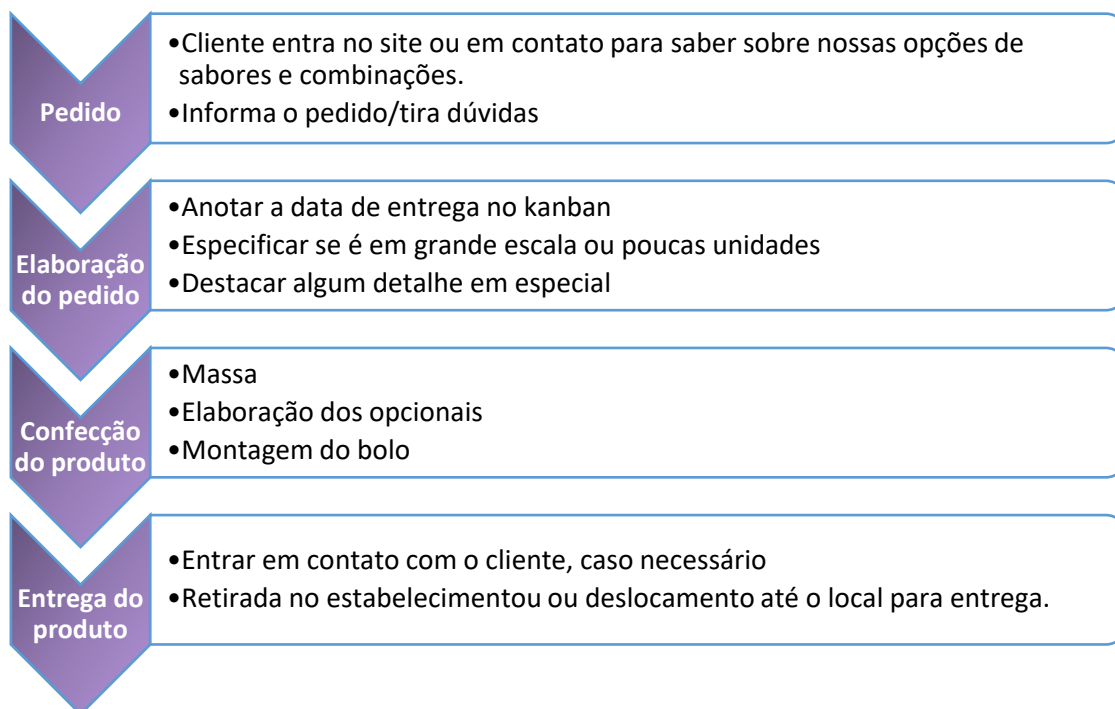 Pedido
•Cliente entra no site ou em contato para saber sobre nossas opções de
sabores e combinações.
•Informa o pedido/tira dúvidas
Elaboração
do pedido
•Anotar a data de entrega no kanban
•Especificar se é em grande escala ou poucas unidades
•Destacar algum detalhe em especial
Confecção
do produto
•Massa
•Elaboração dos opcionais
•Montagem do bolo
Entrega do
produto
•Entrar em contato com o cliente, caso necessário
•Retirada no estabelecimentou ou deslocamento até o local para entrega.